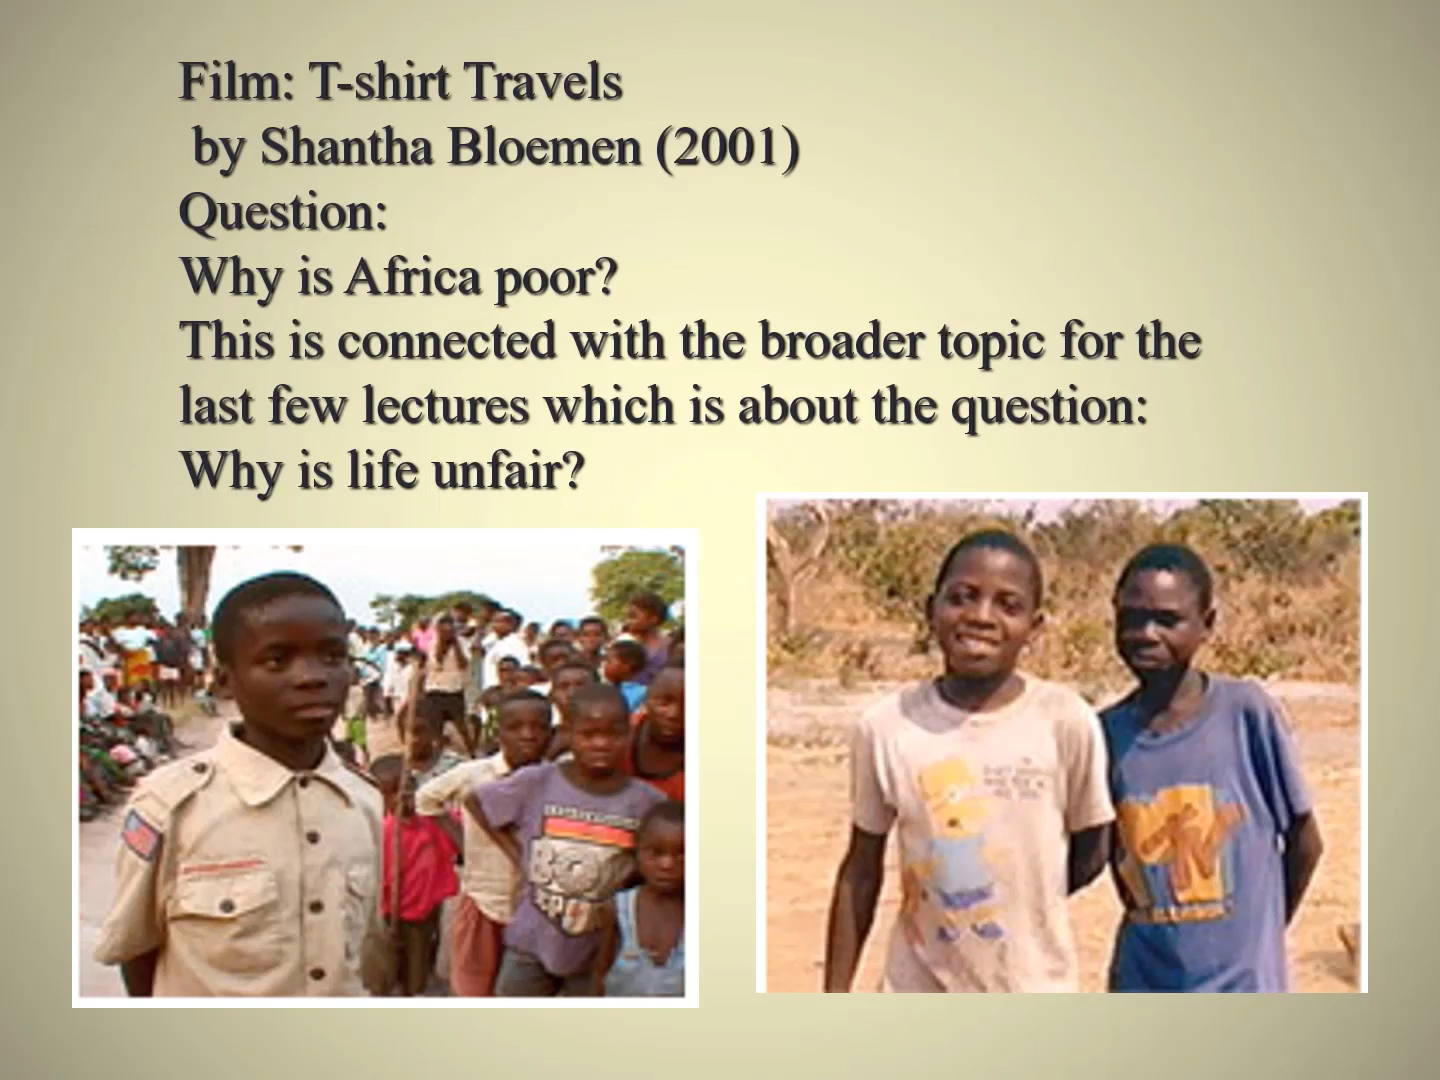 Film: T-shirt Travels
by Shantha Bloemen (2001)
Question:
Why is Africa poor?
This is connected with the broader topic for the
last few lectures which is about the question:
Why is life unfair?